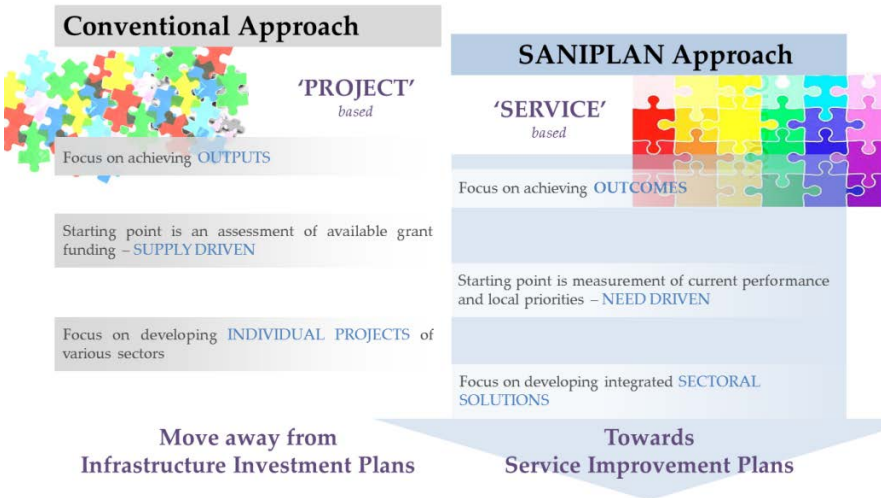 Conventional Approach
'PROJECT'
based
Focus on achieving OUTPUTS
Starting point is an assessment of available grant
funding – SUPPLY DRIVEN
Focus on developing INDIVIDUAL PROJECTS of
various sectors
Move away from
Infrastructure Investment Plans
SANIPLAN Approach
'SERVICE'
based
Focus on achieving OUTCOMES
Starting point is measurement of current performance
and local priorities – NEED DRIVEN
Focus on developing integrated SECTORAL
SOLUTIONS
Towards
Service Improvement Plans